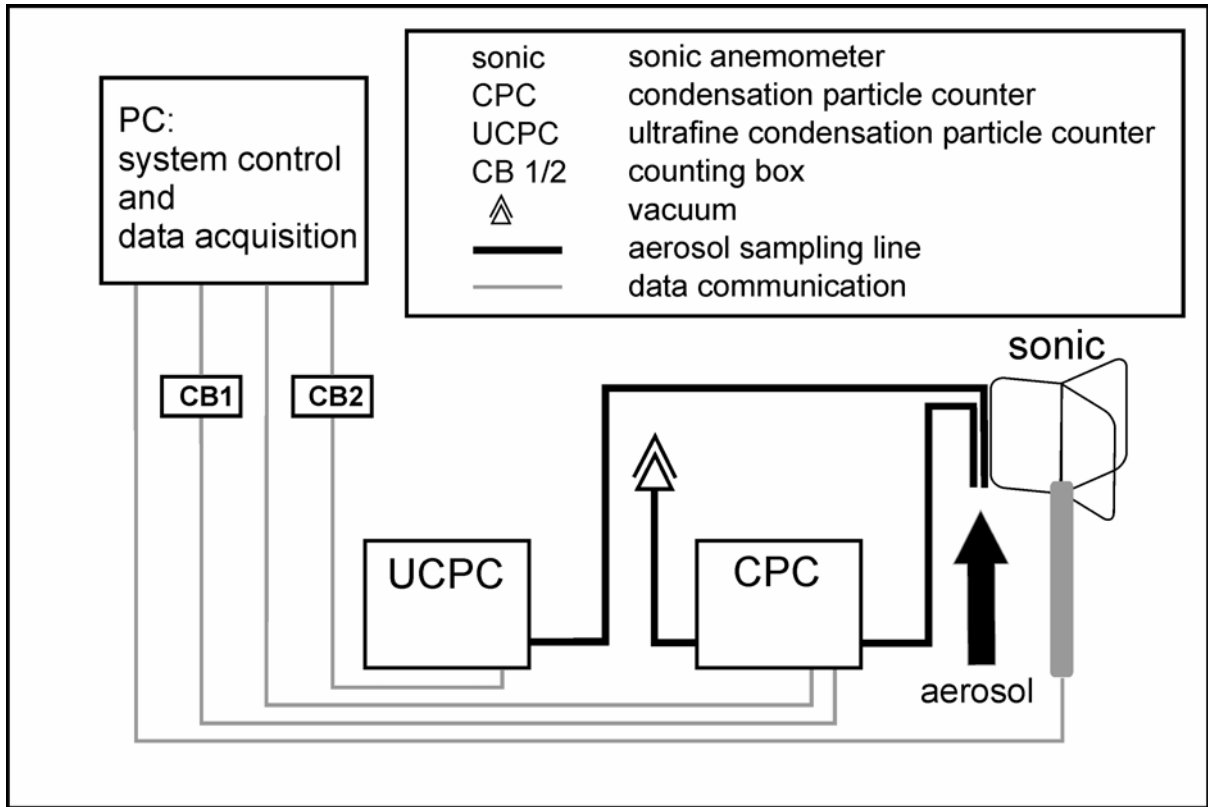 PC:
system control
and
data acquisition
sonic sonic anemometer
CPC condensation particle counter
UCPC ultrafine condensation particle counter
CB 1/2 counting box
vacuum
aerosol sampling line
data communication
sonic
CB1
CB2
UCPC
CPC
aerosol